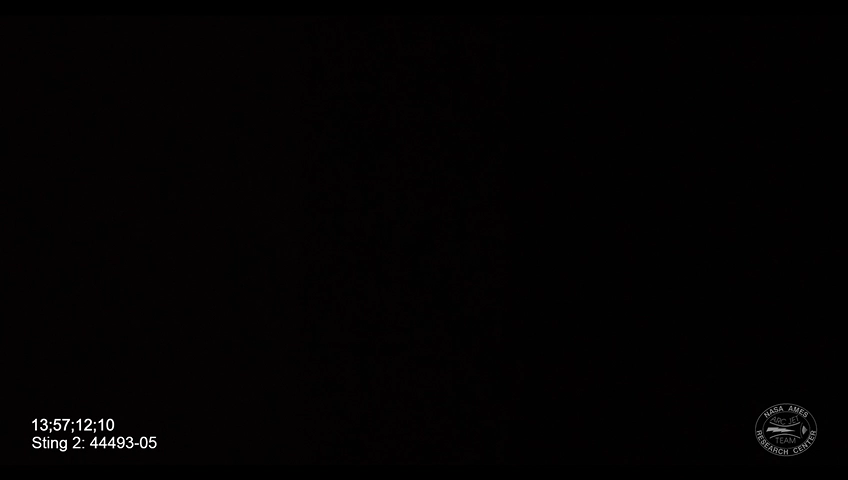 13;57;12;10
Sting 2: 44493-05
NASA AMES
ARC JET
TEAM
RESEARCH CENTER